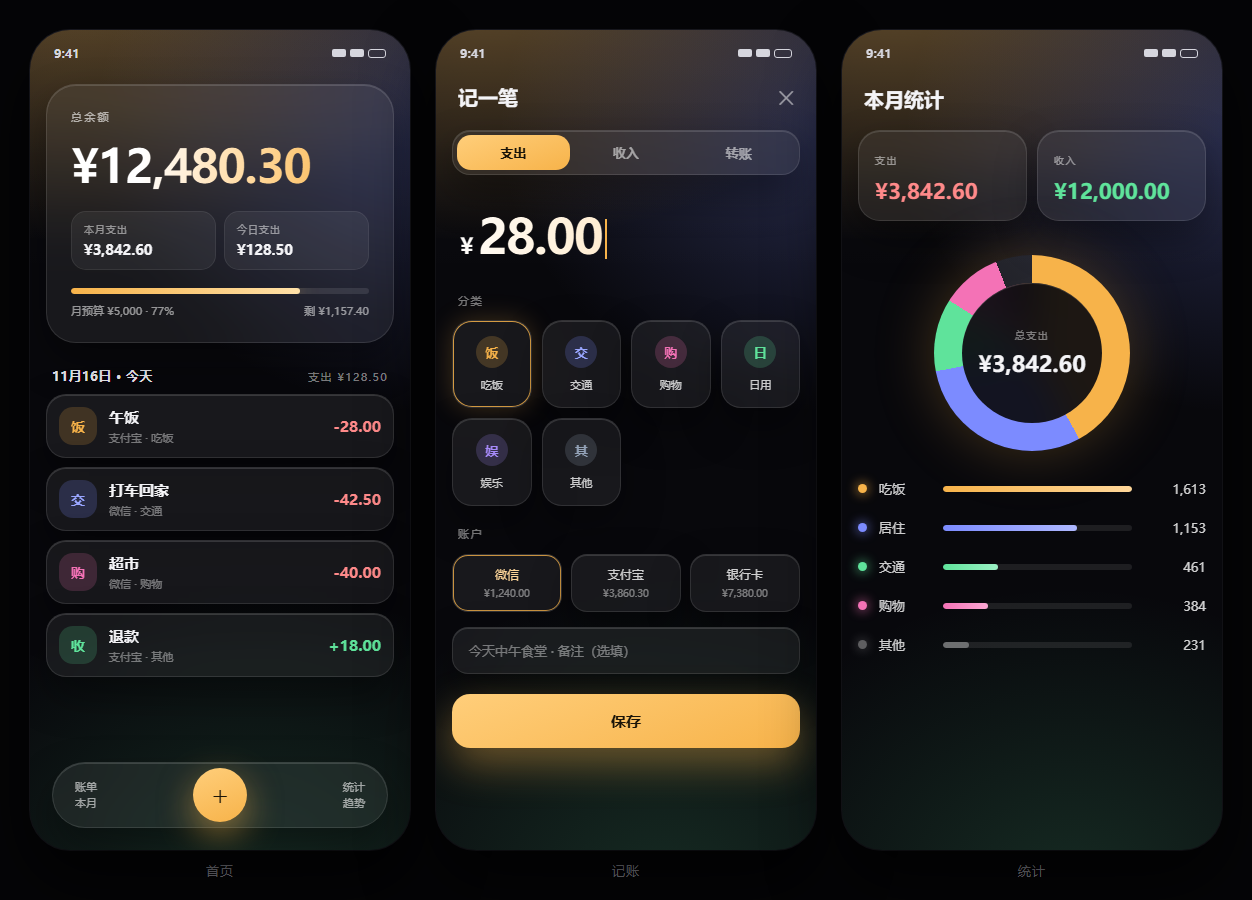 9:41
总余额
¥12,480.30
本月支出
¥3,842.60
今日支出
¥128.50
月预算 ¥5,000 · 77%
剩 ¥1,157.40
11月16日 • 今天
支出 ¥128.50
饭
午饭
支付宝 · 吃饭
-28.00
交
打车回家
微信 · 交通
-42.50
购
超市
微信 · 购物
-40.00
收
退款
支付宝 · 其他
+18.00
账单
本月
+
统计
趋势
首页
9:41
记一笔
支出
收入
转账
¥ 28.00
分类
饭
吃饭
交
交通
购
购物
日
日用
娱
娱乐
其
其他
账户
微信
¥1,240.00
支付宝
¥3,860.30
银行卡
¥7,380.00
今天中午食堂 · 备注（选填）
保存
记账
9:41
本月统计
支出
¥3,842.60
收入
¥12,000.00
总支出
¥3,842.60
吃饭 1,613
居住 1,153
交通 461
购物 384
其他 231
统计